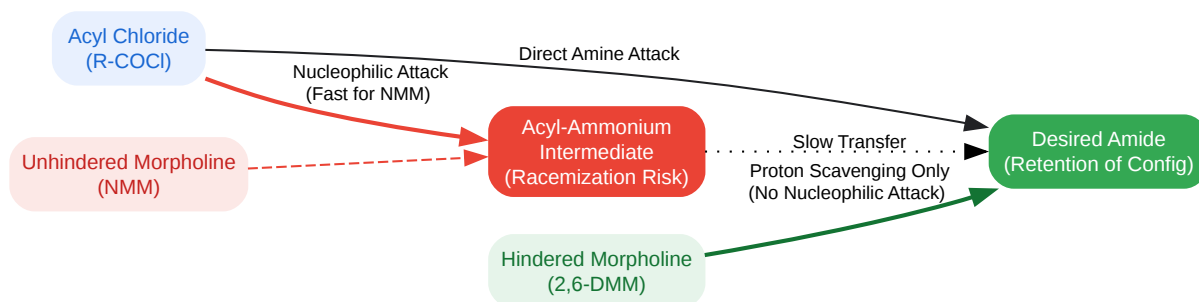 Acyl Chloride
(R-COCl)
Direct Amine Attack
Nucleophilic Attack
(Fast for NMM)
Unhindered Morpholine
(NMM)
Acyl-Ammonium
Intermediate
(Racemization Risk)
Slow Transfer
Proton Scavenging Only
(No Nucleophilic Attack)
Desired Amide
(Retention of Config)
Hindered Morpholine
(2,6-DMM)